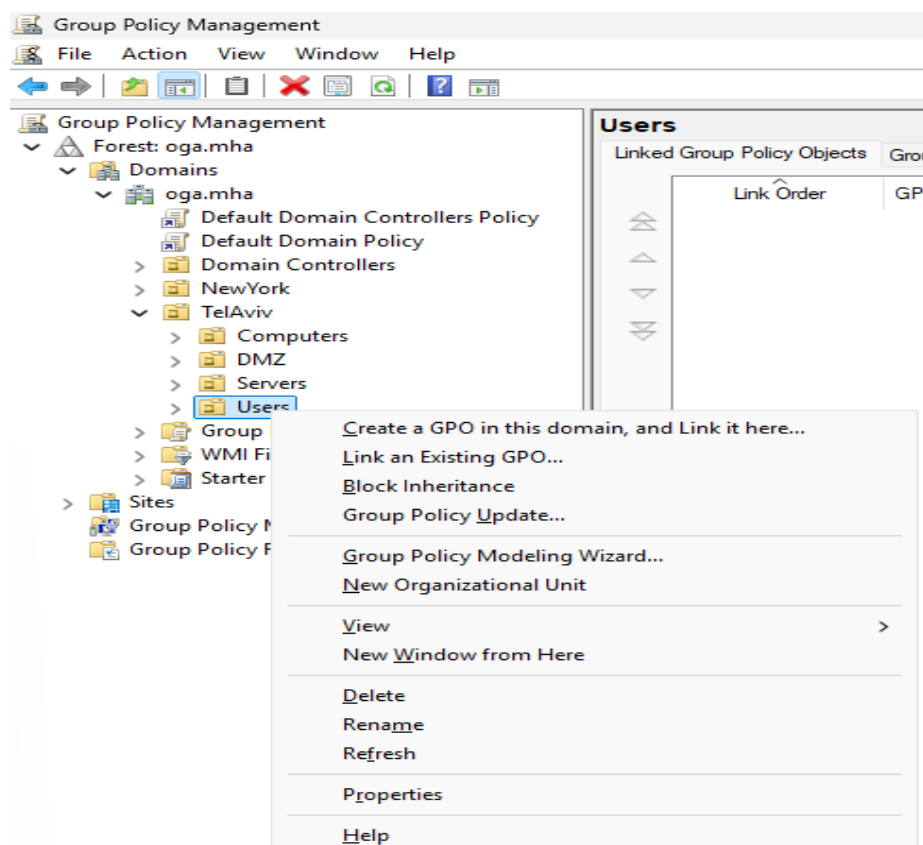 Group Policy Management
File Action View Window Help
Group Policy Management
Forest: oga.mha
Domains
oga.mha
Default Domain Controllers Policy
Default Domain Policy
Domain Controllers
NewYork
TelAviv
Computers
DMZ
Servers
Users
Group
WMI Fi
Starter
Sites
Group Policy M
Group Policy F
Users
Linked Group Policy Objects Gro
Link Order GP
Create a GPO in this domain, and Link it here...
Link an Existing GPO...
Block Inheritance
Group Policy Update...
Group Policy Modeling Wizard...
New Organizational Unit
View
New Window from Here
Delete
Rename
Refresh
Properties
Help